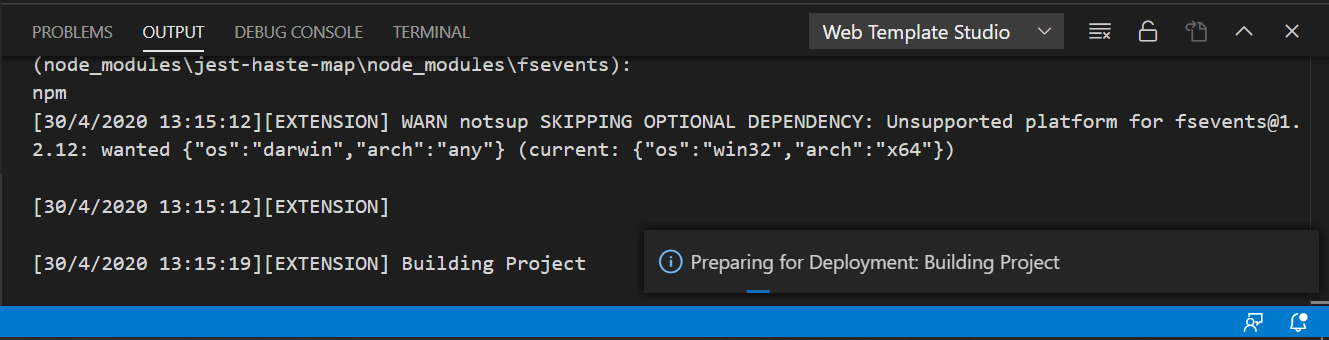 PROBLEMS OUTPUT DEBUG CONSOLE TERMINAL Web Template Studio
(node_modules\jest-haste-map\node_modules\fsevents):
npm
[30/4/2020 13:15:12][EXTENSION] WARN notsup SKIPPING OPTIONAL DEPENDENCY: Unsupported platform for fsevents@1.
2.12: wanted {"os":"darwin","arch":"any"} (current: {"os":"win32","arch":"x64"})
[30/4/2020 13:15:12][EXTENSION]
[30/4/2020 13:15:19][EXTENSION] Building Project
Preparing for Deployment: Building Project